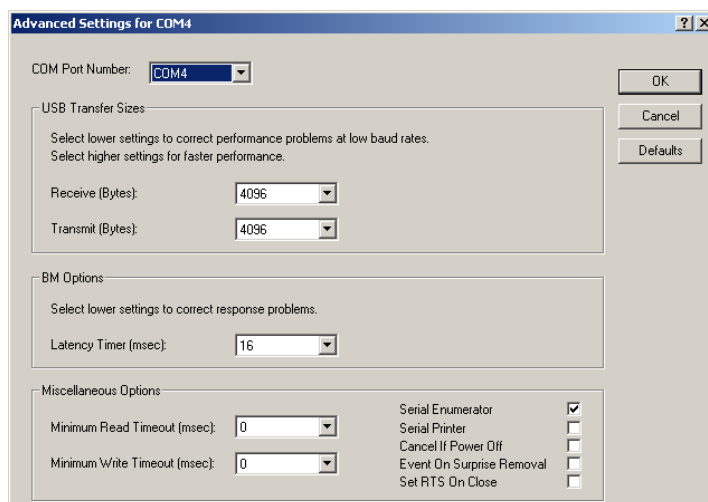 Advanced Settings for COM4
COM Port Number: COM4
OK
Cancel
Defaults
USB Transfer Sizes
Select lower settings to correct performance problems at low baud rates.
Select higher settings for faster performance.
Receive (Bytes): 4096
Transmit (Bytes): 4096
BM Options
Select lower settings to correct response problems.
Latency Timer (msec): 16
Miscellaneous Options
Minimum Read Timeout (msec): 0
Minimum Write Timeout (msec): 0
Serial Enumerator
Serial Printer
Cancel If Power Off
Event On Surprise Removal
Set RTS On Close